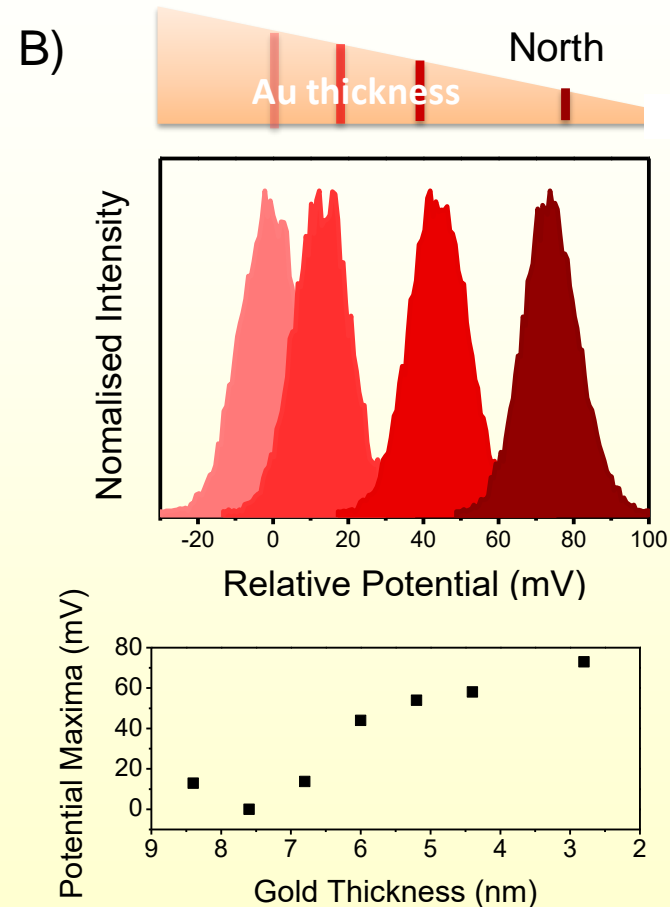 B)
North
Au thickness
Nomalised Intensity
-20 0 20 40 60 80 100
Relative Potential (mV)
Potential Maxima (mV)
80
60
40
20
0
9 8 7 6 5 4 3 2
Gold Thickness (nm)